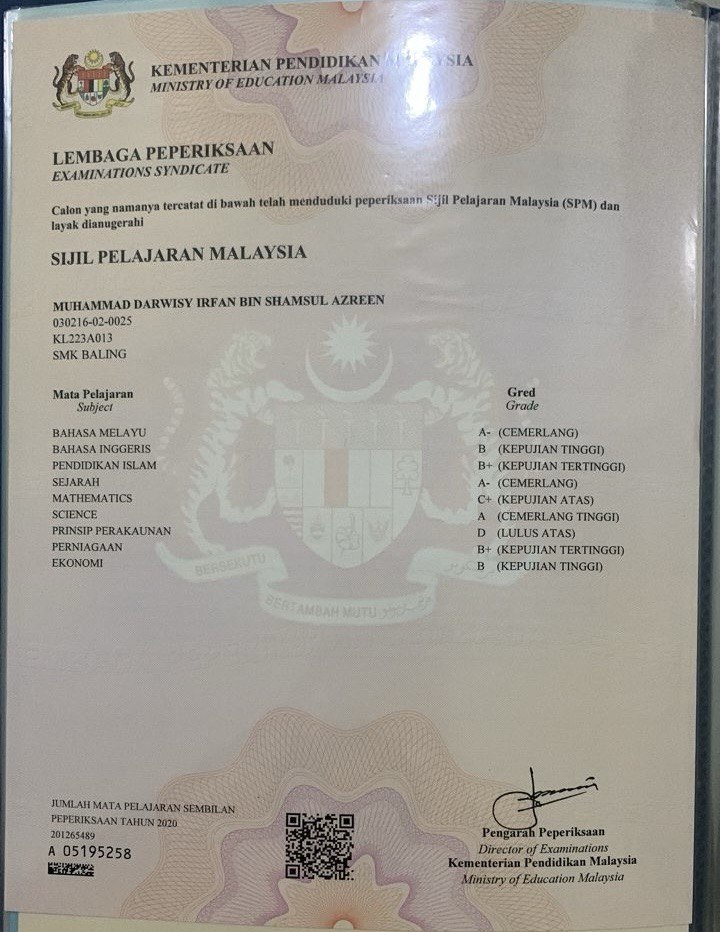 KEMENTERIAN PENDIDIKAN MALAYSIA
MINISTRY OF EDUCATION MALAYSIA
LEMBAGA PEPERIKSAAN
EXAMINATIONS SYNDICATE
Calon yang namanya tercatat di bawah telah menduduki peperiksaan Sijil Pelajaran Malaysia (SPM) dan
layak dianugerahi
SIJIL PELAJARAN MALAYSIA
MUHAMMAD DARWISY IRFAN BIN SHAMSUL AZREEN
030216-02-0025
KL223A013
SMK BALING
Mata Pelajaran Gred
Subject Grade
BAHASA MELAYU A- (CEMERLANG)
BAHASA INGGERIS B (KEPUJIAN TINGGI)
PENDIDIKAN ISLAM B+ (KEPUJIAN TERTINGGI)
SEJARAH A- (CEMERLANG)
MATHEMATICS C+ (KEPUJIAN ATAS)
SCIENCE A (CEMERLANG TINGGI)
PRINSIP PERAKAUNAN D (LULUS ATAS)
PERNIAGAAN B+ (KEPUJIAN TERTINGGI)
EKONOMI B (KEPUJIAN TINGGI)
BERSEKUTU
BERTAMBAH MUTU
JUMLAH MATA PELAJARAN SEMBILAN
PEPERIKSAAN TAHUN 2020
201265489
A 05195258
Pengarah Peperiksaan
Director of Examinations
Kementerian Pendidikan Malaysia
Ministry of Education Malaysia